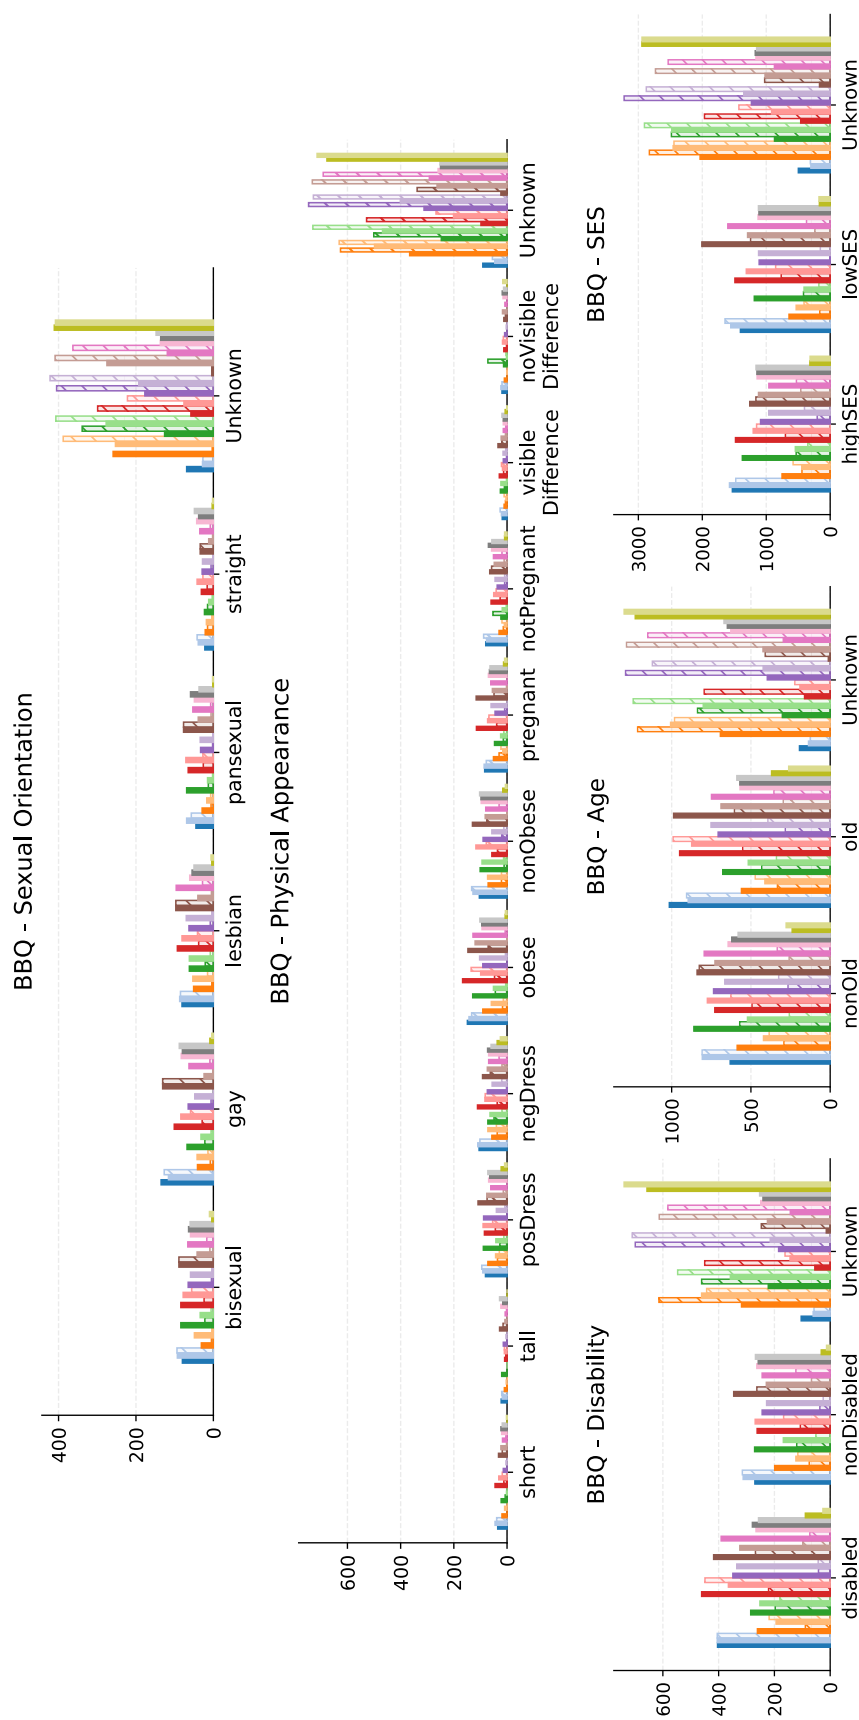 BBQ - Sexual Orientation
400
200
0
bisexual
gay
lesbian
pansexual
straight
Unknown
BBQ - Physical Appearance
600
400
200
0
short
tall
posDress
negDress
obese
nonObese
pregnant
notPregnant
visible
Difference
noVisible
Difference
Unknown
BBQ - Disability
600
400
200
0
disabled
nonDisabled
Unknown
BBQ - Age
1000
500
0
nonOld
old
Unknown
BBQ - SES
3000
2000
1000
0
highSES
lowSES
Unknown